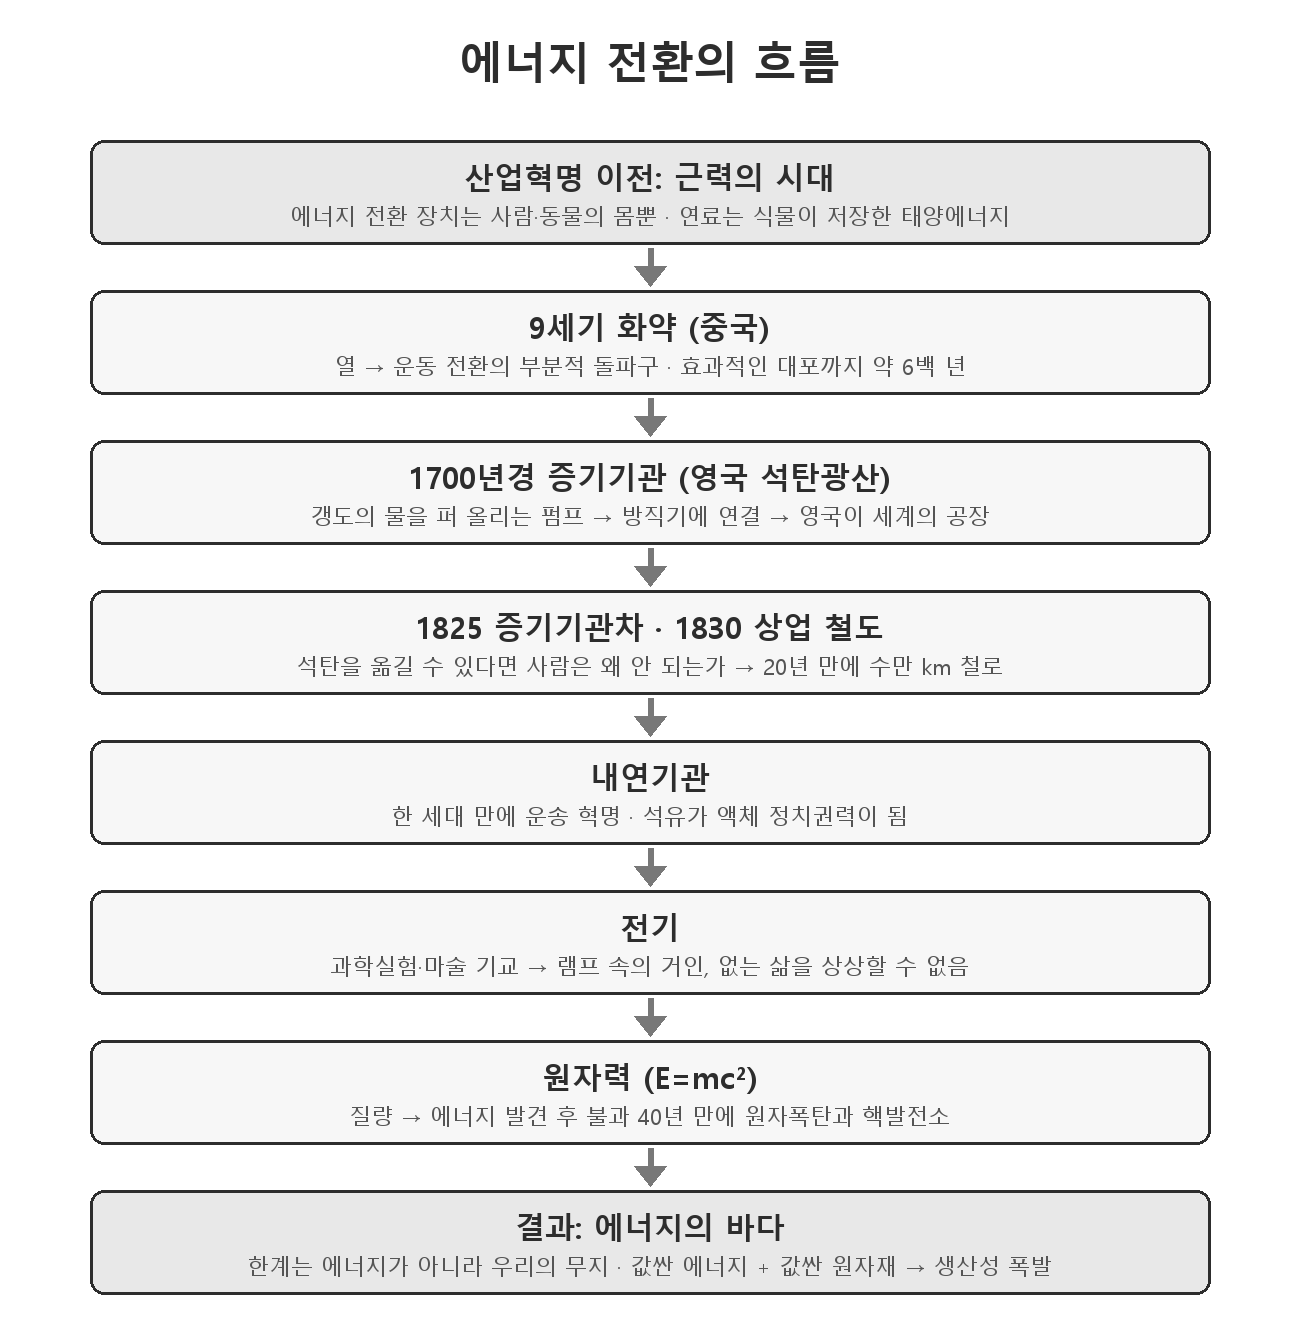 에너지 전환의 흐름
산업혁명 이전: 근력의 시대
에너지 전환 장치는 사람·동물의 몸뿐 · 연료는 식물이 저장한 태양에너지
9세기 화약 (중국)
열 → 운동 전환의 부분적 돌파구 · 효과적인 대포까지 약 6백 년
1700년경 증기기관 (영국 석탄광산)
갱도의 물을 퍼 올리는 펌프 → 방직기에 연결 → 영국이 세계의 공장
1825 증기기관차 · 1830 상업 철도
석탄을 옮길 수 있다면 사람은 왜 안 되는가 → 20년 만에 수만 km 철로
내연기관
한 세대 만에 운송 혁명 · 석유가 액체 정치권력이 됨
전기
과학실험·마술 기교 → 램프 속의 거인, 없는 삶을 상상할 수 없음
원자력 (E=mc²)
질량 → 에너지 발견 후 불과 40년 만에 원자폭탄과 핵발전소
결과: 에너지의 바다
한계는 에너지가 아니라 우리의 무지 · 값싼 에너지 + 값싼 원자재 → 생산성 폭발